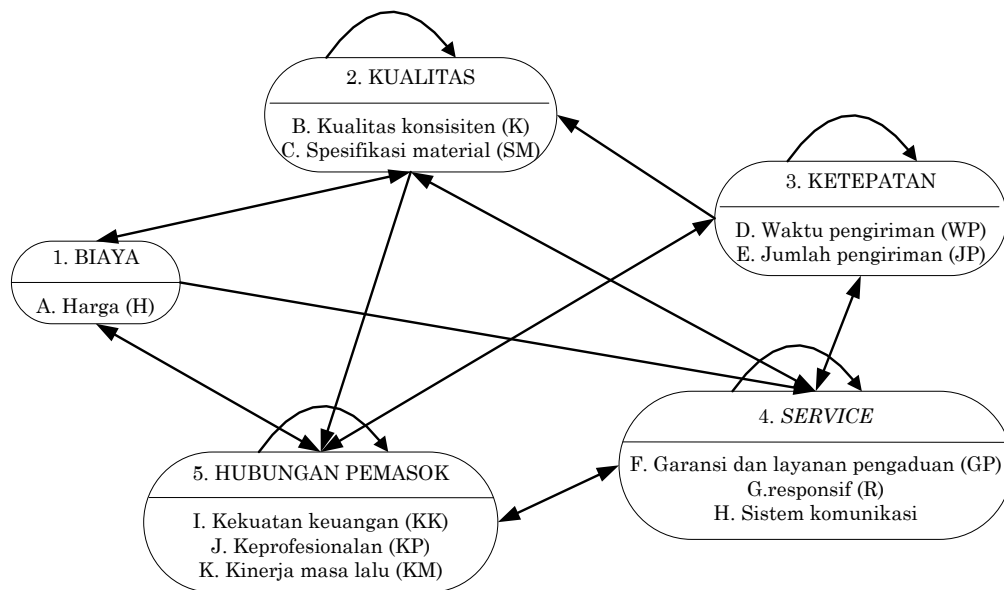 2. KUALITAS
B. Kualitas konsisiten (K)
C. Spesifikasi material (SM)
3. KETEPATAN
D. Waktu pengiriman (WP)
E. Jumlah pengiriman (JP)
1. BIAYA
A. Harga (H)
4. SERVICE
F. Garansi dan layanan pengaduan (GP)
G.responsif (R)
H. Sistem komunikasi
5. HUBUNGAN PEMASOK
I. Kekuatan keuangan (KK)
J. Keprofesionalan (KP)
K. Kinerja masa lalu (KM)